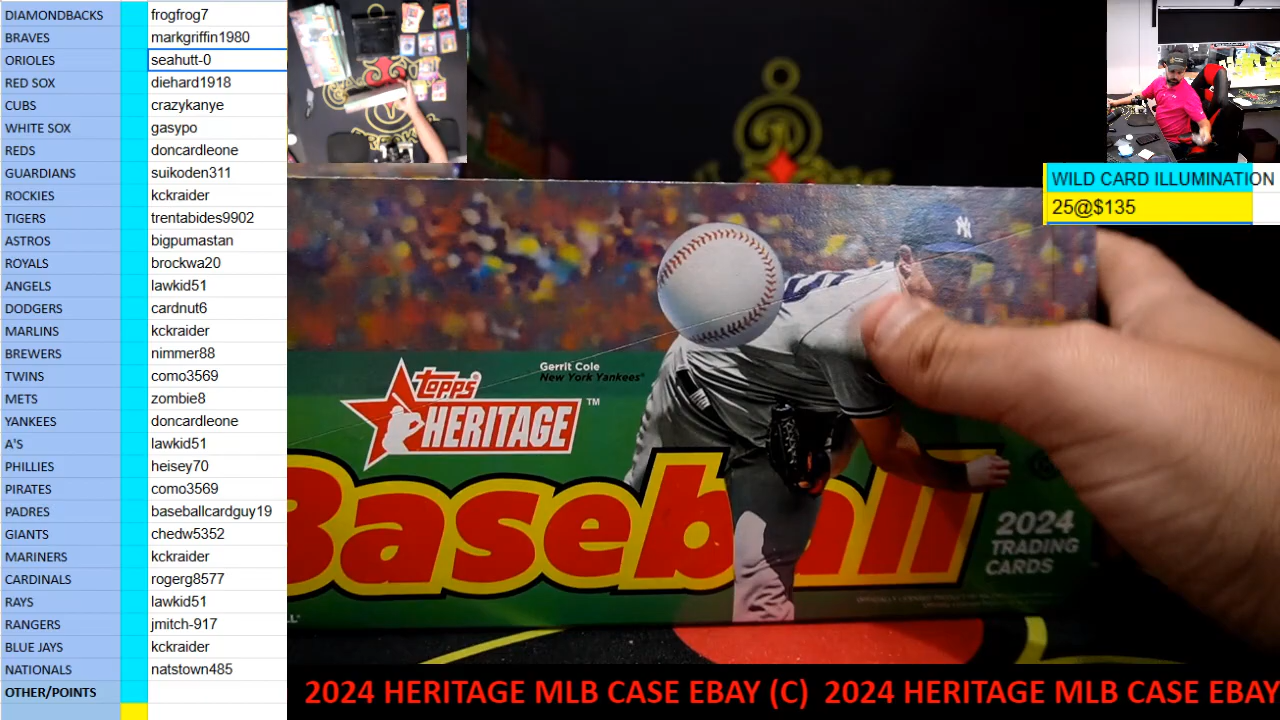 DIAMONDBACKS frogfrog7
BRAVES markgriffin1980
ORIOLES seahutt-0
RED SOX diehard1918
CUBS crazykanye
WHITE SOX gasypo
REDS doncardleone
GUARDIANS suikoden311
ROCKIES kckraider
TIGERS trentabides9902
ASTROS bigpumastan
ROYALS brockwa20
ANGELS lawkid51
DODGERS cardnut6
MARLINS kckraider
BREWERS nimmer88
TWINS como3569
METS zombie8
YANKEES doncardleone
A'S lawkid51
PHILLIES heisey70
PIRATES como3569
PADRES baseballcardguy19
GIANTS chedw5352
MARINERS kckraider
CARDINALS rogerg8577
RAYS lawkid51
RANGERS jmitch-917
BLUE JAYS kckraider
NATIONALS natstown485
OTHER/POINTS
WILD CARD ILLUMINATION
25@$135
Gerrit Cole
New York Yankees
topps
HERITAGE™
Baseball
2024
TRADING
CARDS
2024 HERITAGE MLB CASE EBAY (C) 2024 HERITAGE MLB CASE EBAY